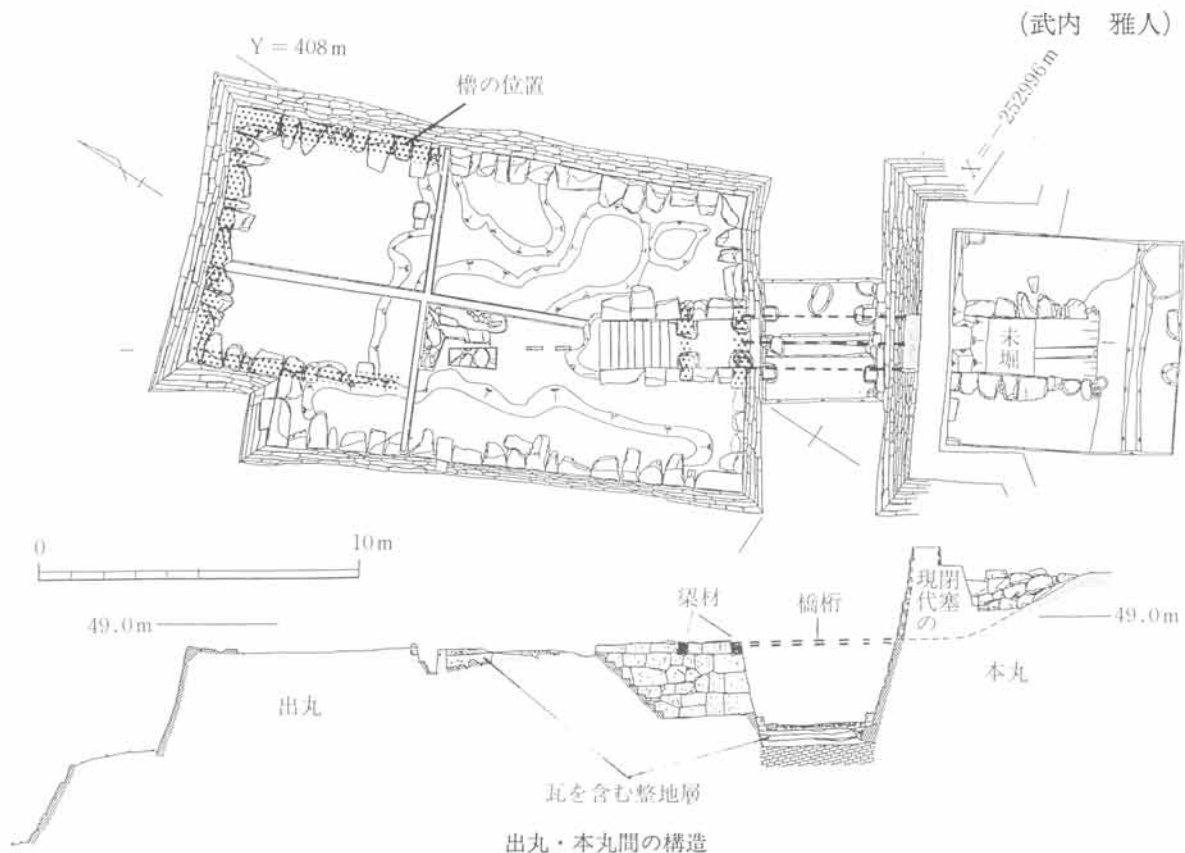 (武内 雅人)
Y=408m
X=-252996m
櫓の位置
未堀
0 10m
49.0m
梁材
橋桁
現代の
閉塞
49.0m
出丸
本丸
瓦を含む整地層
出丸・本丸間の構造